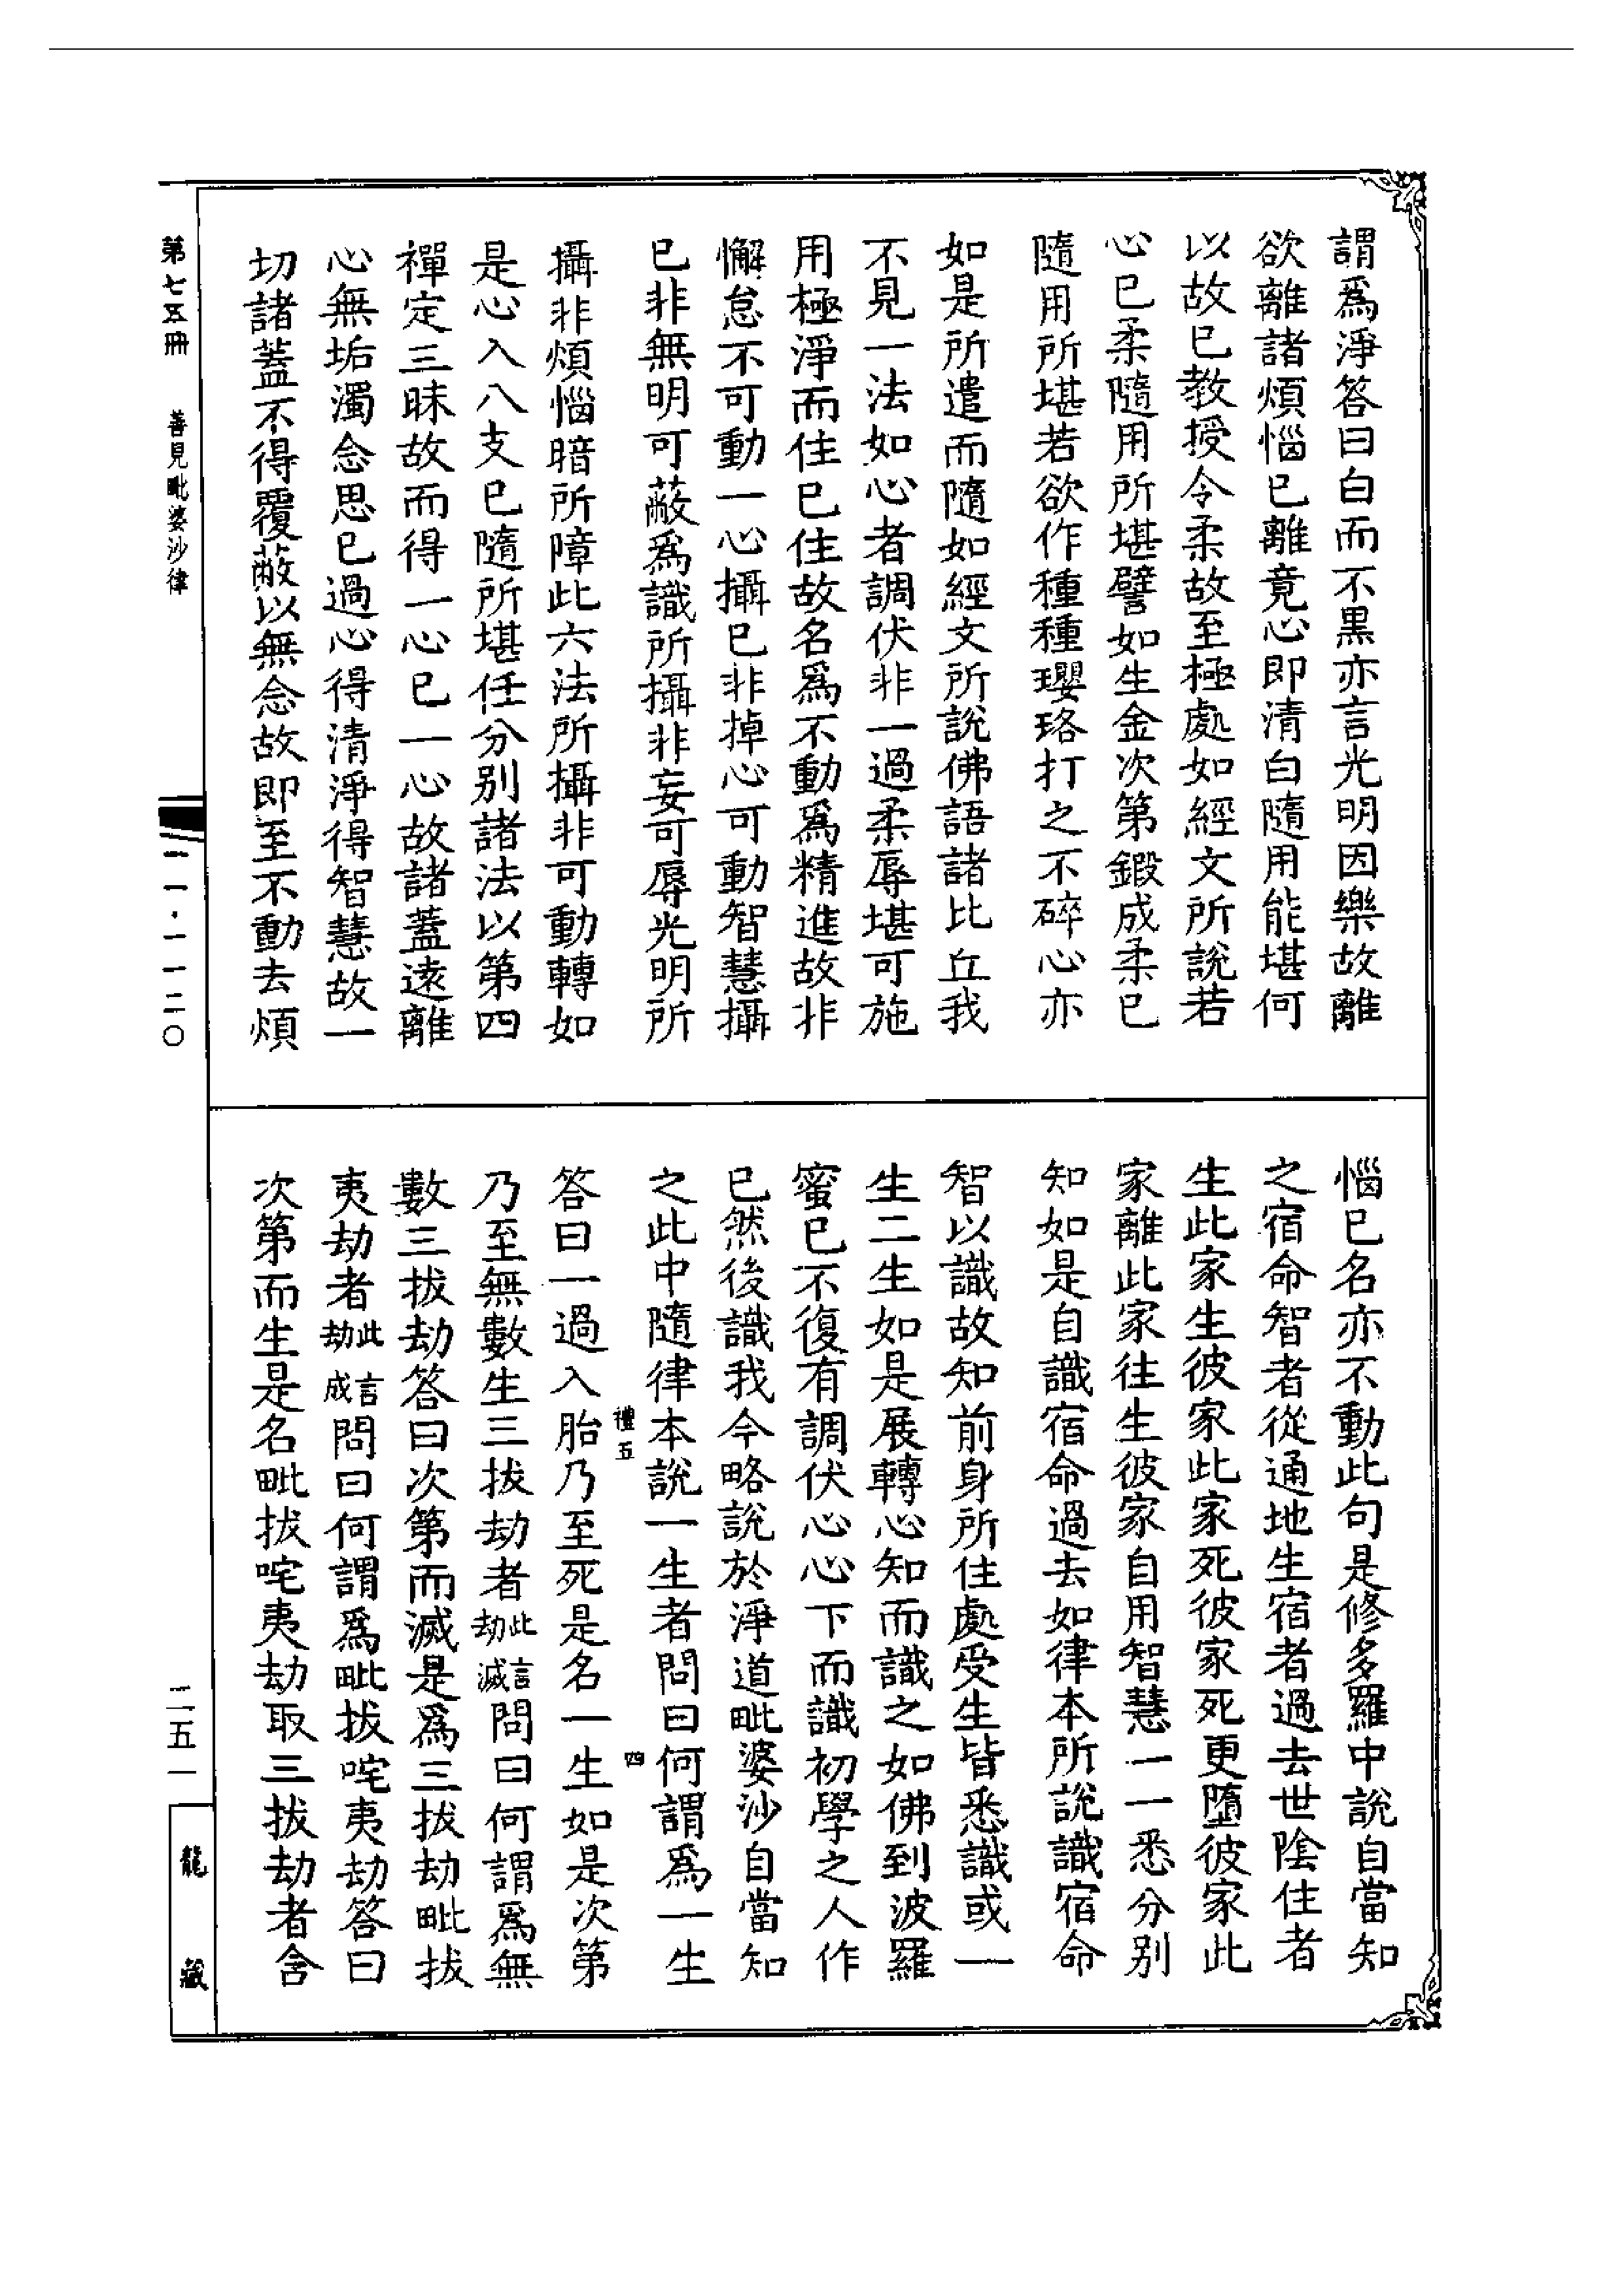 謂爲淨答曰白而不黒亦言光明因樂故離
欲離諸煩惱已離竟心即清白隨用能堪何
以故已教授令柔故至極處如經文所說若
心已柔隨用所堪譬如生金次第鍛成柔已
隨用所堪若欲作種種瓔珞打之不碎心亦
如是所遣而隨如經文所說佛語諸比丘我
不見一法如心者調伏非一過柔辱堪可施
用極淨而住已住故名爲不動爲精進故非
懈怠不可動一心攝已非掉心可動智慧攝
已非無明可蔽爲識所攝非妄可辱光明所
攝非煩惱暗所障此六法所攝非可動轉如
是心入八支已隨所堪任分别諸法以第四
禪定三昧故而得一心已一心故諸蓋遠離
心無垢濁念思已過心得清淨得智慧故一
切諸蓋不得覆蔽以無念故即至不動去煩
惱已名亦不動此句是修多羅中說自當知
之宿命智者從通地生宿者過去世陰住者
生此家生彼家此家死彼家死更墮彼家此
家離此家往生彼家自用智慧一一悉分别
知如是自識宿命過去如律本所說識宿命
智以識故知前身所住處受生皆悉識或一
生二生如是展轉心知而識之如佛到波羅
蜜已不復有調伏心心下而識初學之人作
已然後識我今略說於淨道毗婆沙自當知
之此中隨律本說一生者問曰何謂爲一生
禮五
四
答曰一過入胎乃至死是名一生如是次第
乃至無數生三拔劫者此言劫滅問曰何謂爲無
數三拔劫答曰次第而滅是爲三拔劫毗拔
夷劫者此言劫成問曰何謂爲毗拔咤夷劫答曰
次第而生是名毗拔咤夷劫取三拔劫者含
第七五冊
善見毗婆沙律
一一·一一二〇
二五一
龍藏